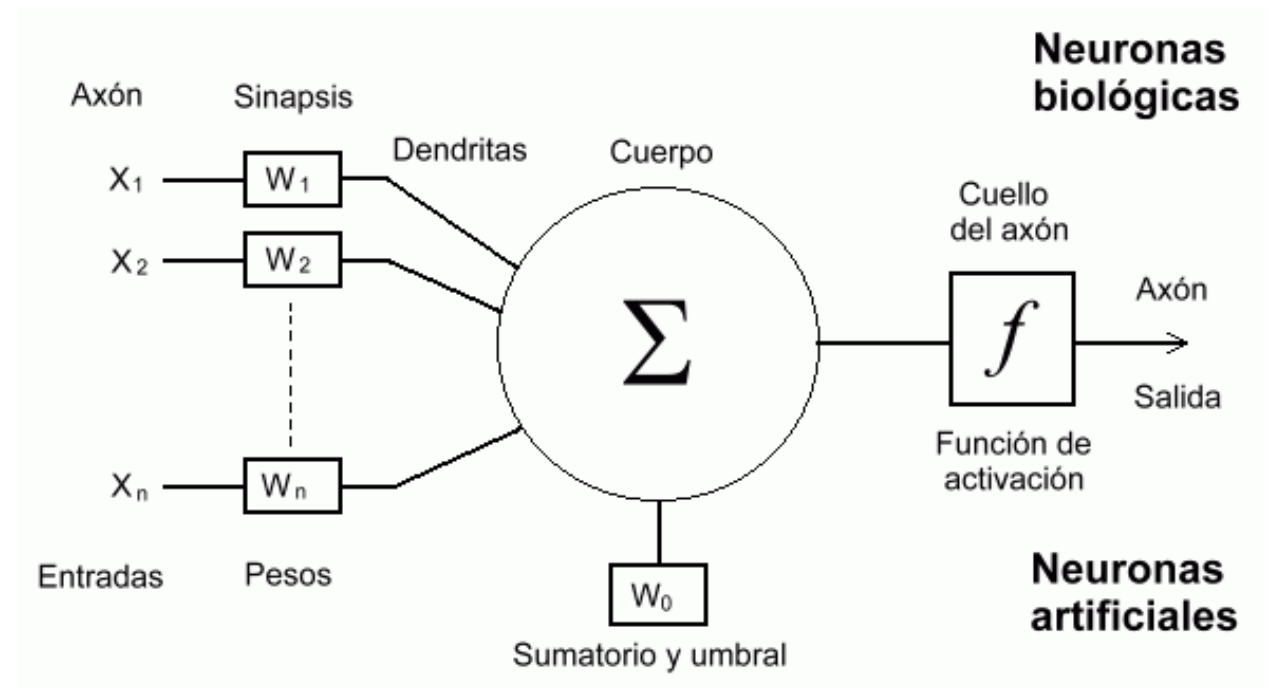 Neuronas
biológicas
Axón
Sinapsis
Dendritas
Cuerpo
X1
W1
Cuello
del axón
X2
W2
Σ
f
Axón
Salida
Función de
activación
Xn
Wn
Entradas
Pesos
W0
Sumatorio y umbral
Neuronas
artificiales